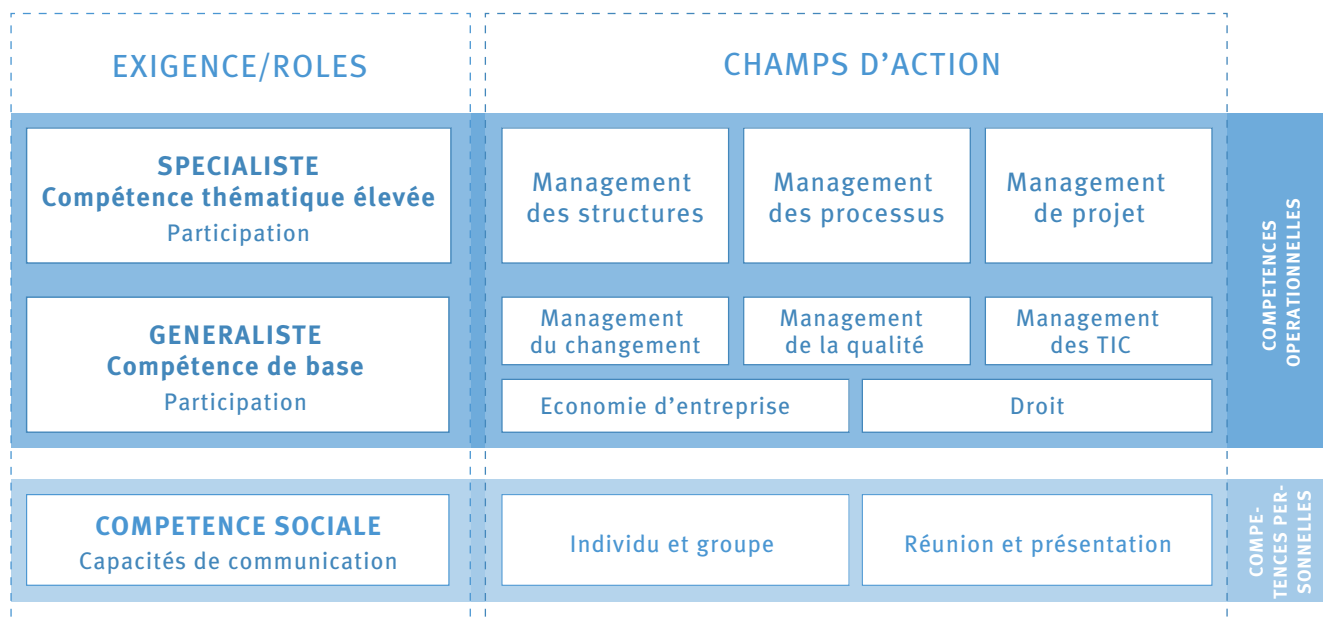 EXIGENCE/ROLES
CHAMPS D’ACTION
SPECIALISTE
Compétence thématique élevée
Participation
Management
des structures
Management
des processus
Management
de projet
GENERALISTE
Compétence de base
Participation
Management
du changement
Management
de la qualité
Management
des TIC
Economie d’entreprise
Droit
COMPETENCES
OPERATIONNELLES
COMPETENCE SOCIALE
Capacités de communication
Individu et groupe
Réunion et présentation
COMPE-
TENCES PER-
SONNELLES